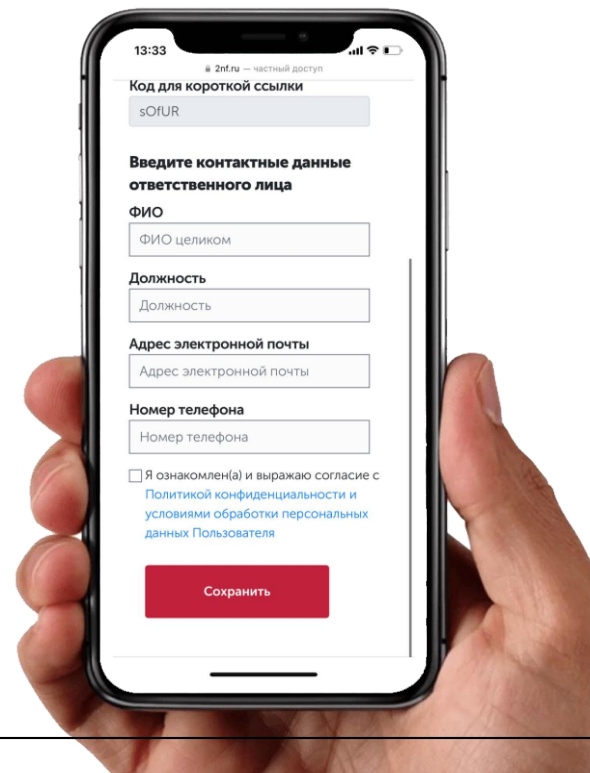 13:33
2nf.ru — частный доступ
Код для короткой ссылки
sOfUR
Введите контактные данные
ответственного лица
ФИО
ФИО целиком
Должность
Должность
Адрес электронной почты
Адрес электронной почты
Номер телефона
Номер телефона
Я ознакомлен(а) и выражаю согласие с
Политикой конфиденциальности и
условиями обработки персональных
данных Пользователя
Сохранить